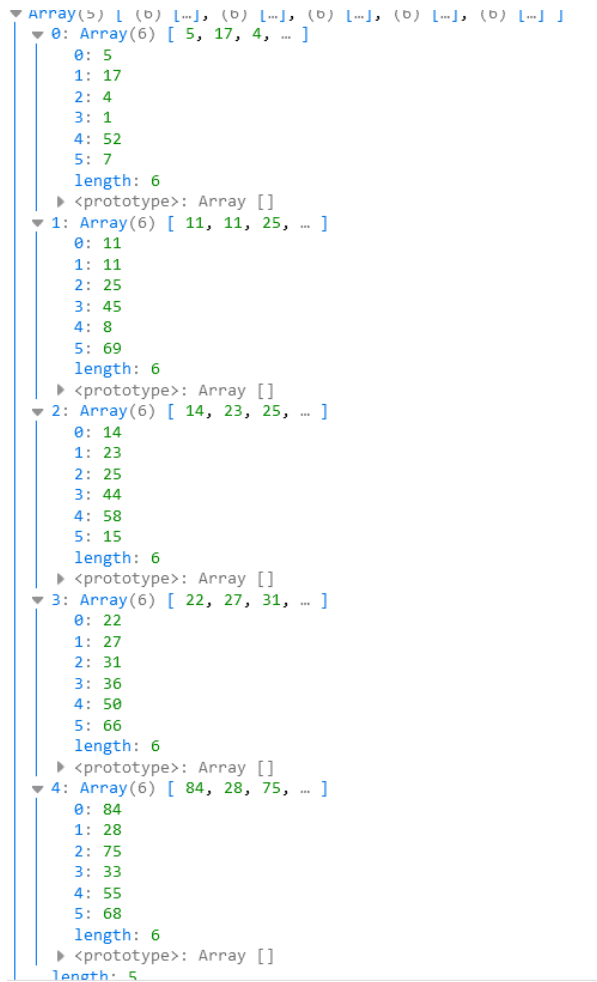 Array(5) [ (6) […], (6) […], (6) […], (6) […], (6) […] ]
0: Array(6) [ 5, 17, 4, … ]
0: 5
1: 17
2: 4
3: 1
4: 52
5: 7
length: 6
<prototype>: Array []
1: Array(6) [ 11, 11, 25, … ]
0: 11
1: 11
2: 25
3: 45
4: 8
5: 69
length: 6
<prototype>: Array []
2: Array(6) [ 14, 23, 25, … ]
0: 14
1: 23
2: 25
3: 44
4: 58
5: 15
length: 6
<prototype>: Array []
3: Array(6) [ 22, 27, 31, … ]
0: 22
1: 27
2: 31
3: 36
4: 50
5: 66
length: 6
<prototype>: Array []
4: Array(6) [ 84, 28, 75, … ]
0: 84
1: 28
2: 75
3: 33
4: 55
5: 68
length: 6
<prototype>: Array []
length: 5